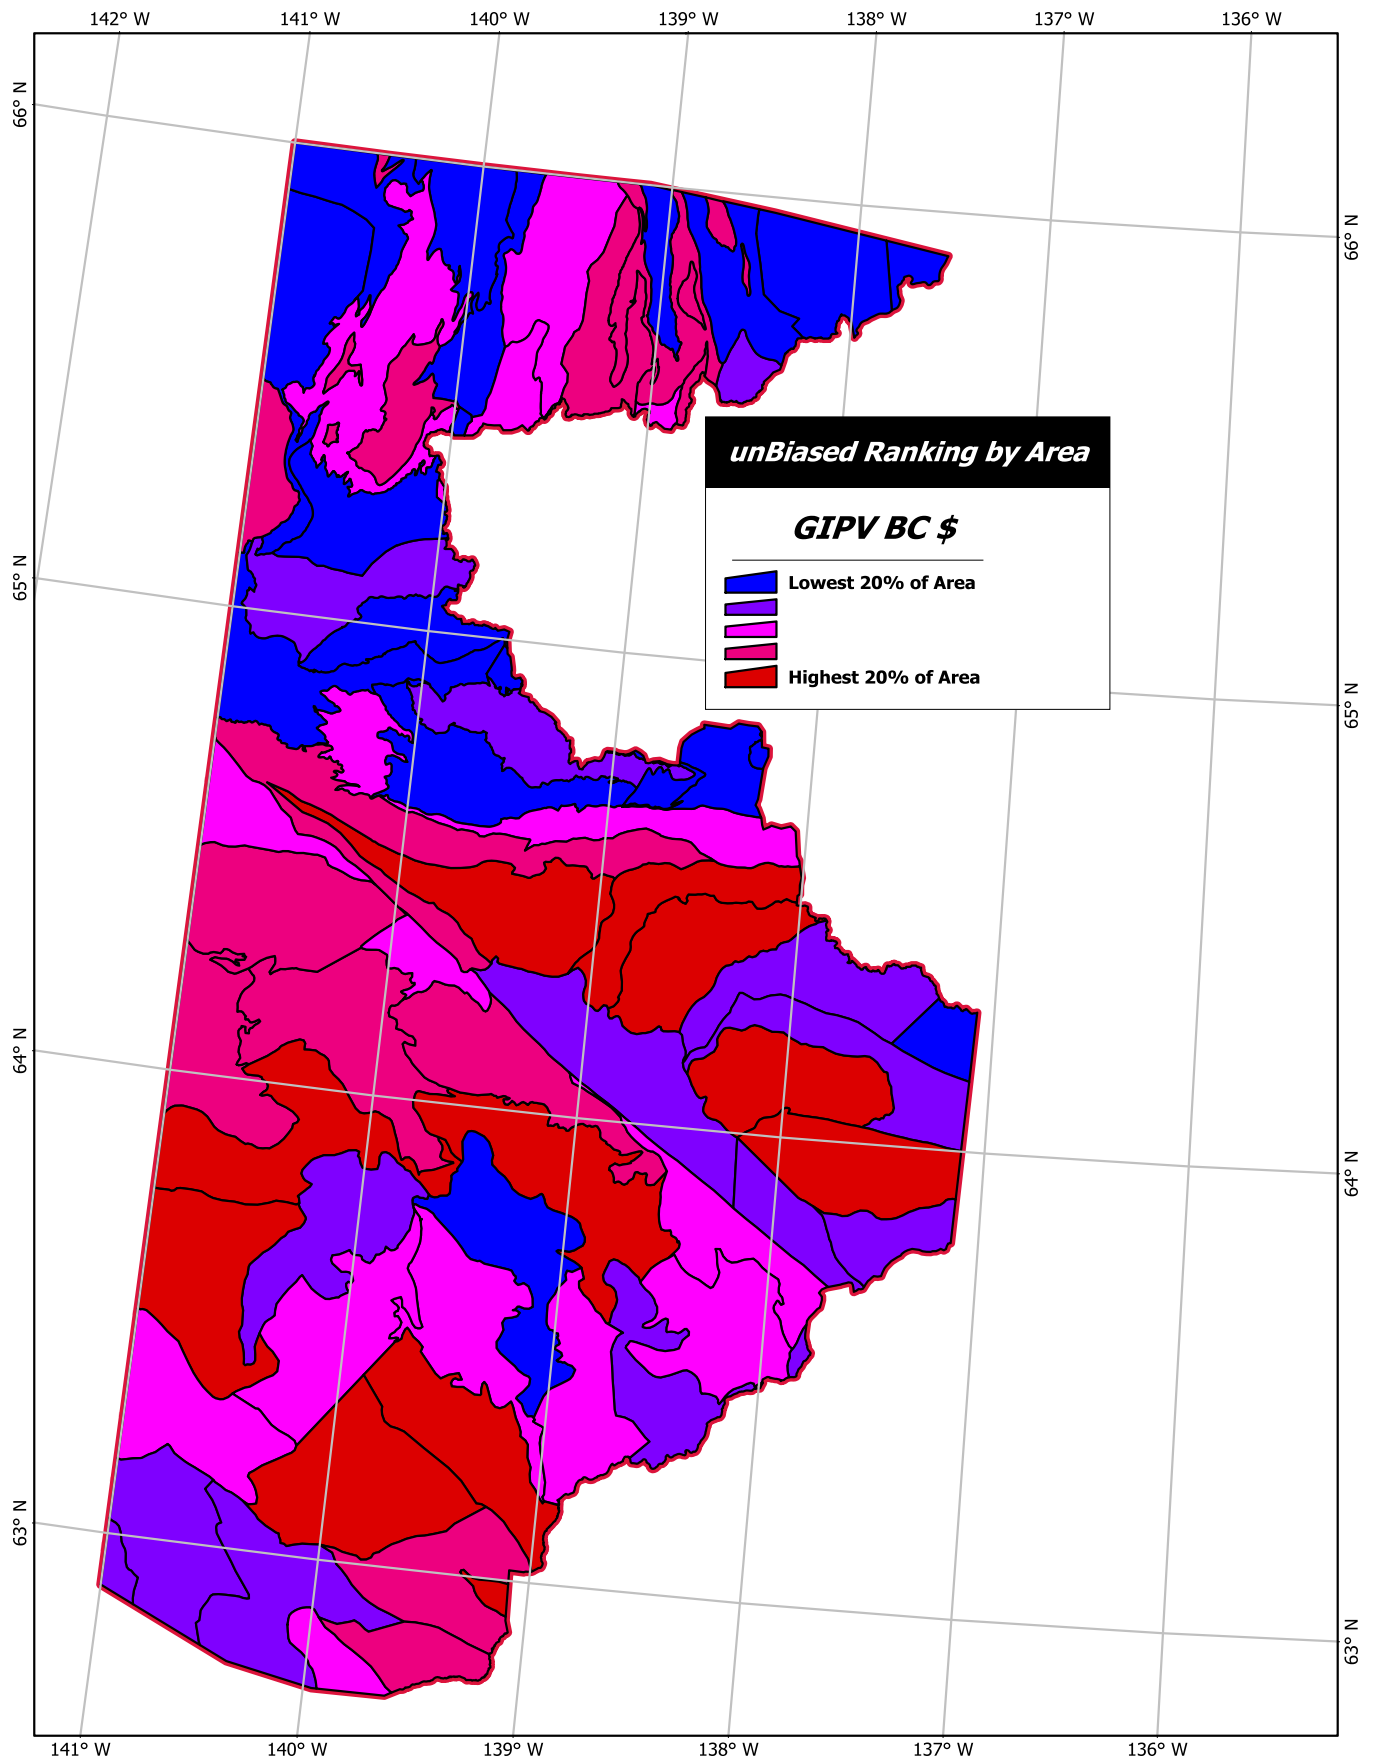 142° W 141° W 140° W 139° W 138° W 137° W 136° W
66° N
66° N
unBiased Ranking by Area
GIPV BC $
Lowest 20% of Area
Highest 20% of Area
65° N
65° N
64° N
64° N
63° N
63° N
141° W 140° W 139° W 138° W 137° W 136° W